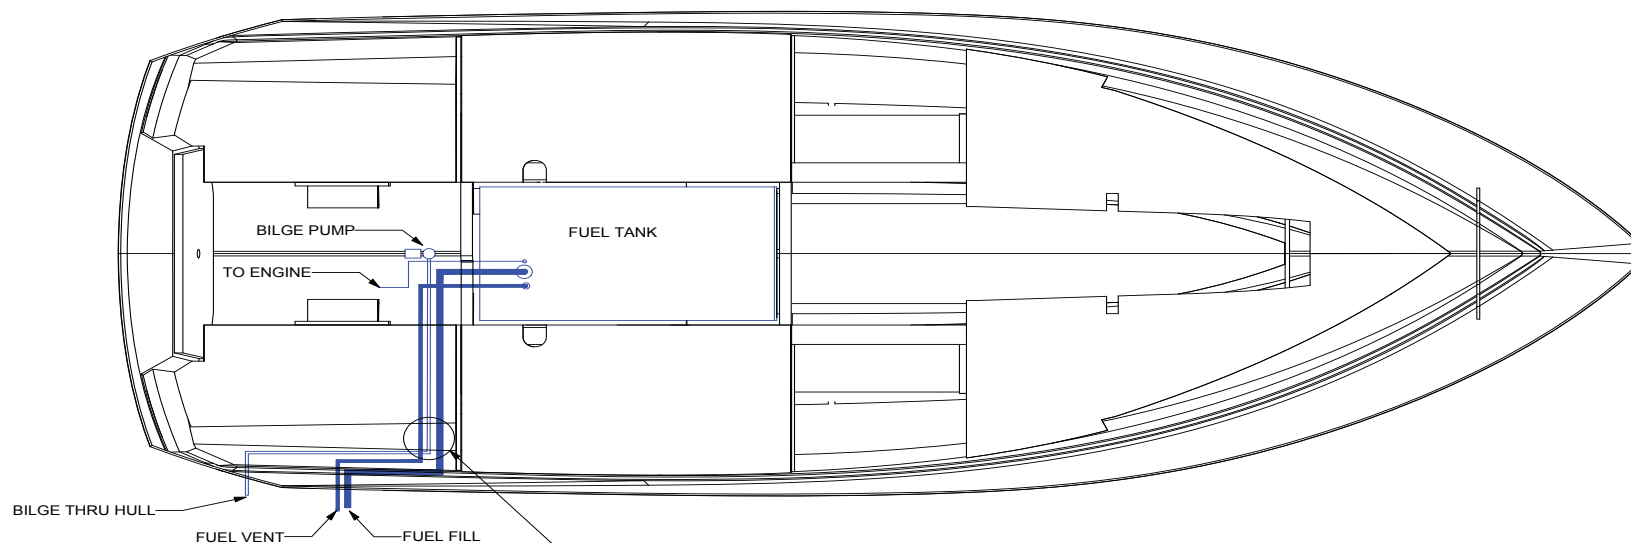 BILGE PUMP
FUEL TANK
TO ENGINE
BILGE THRU HULL
FUEL VENT
FUEL FILL